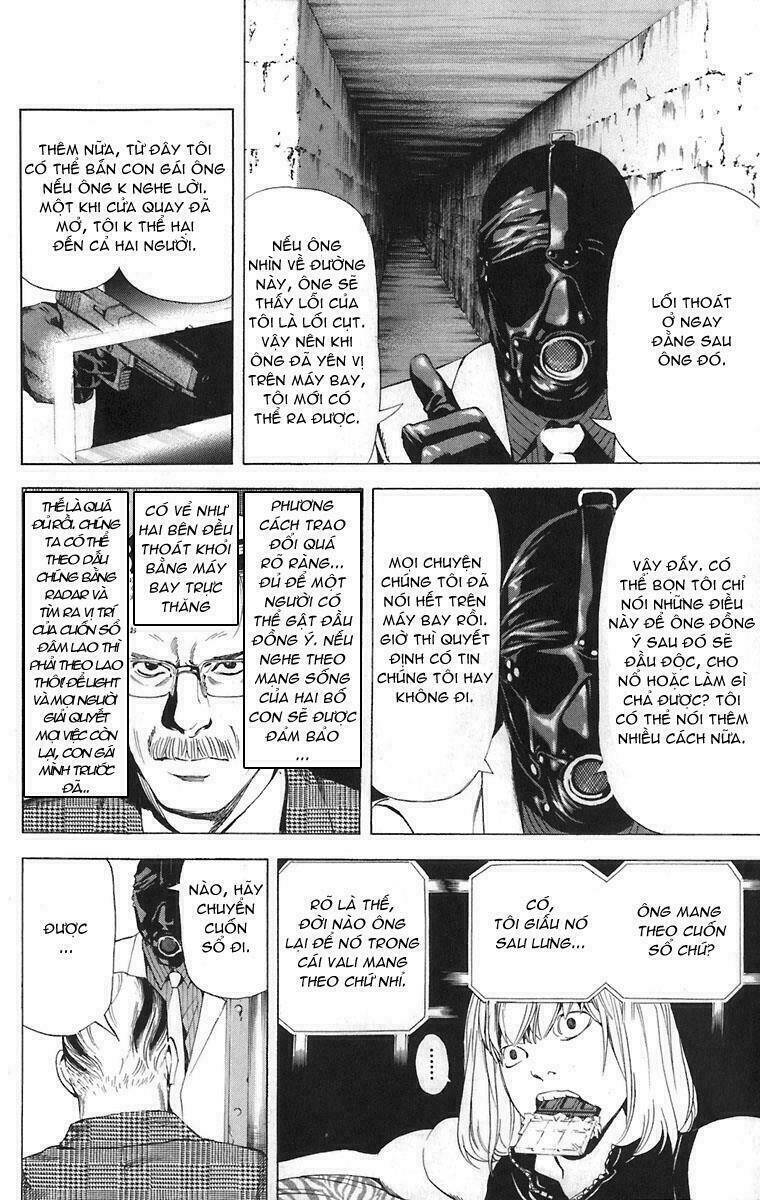 LỐI THOÁT
Ở NGAY
ĐẰNG SAU
ÔNG ĐÓ.
NẾU ÔNG
NHÌN VỀ ĐƯỜNG
NÀY, ÔNG SẼ
THẤY LỖI CỦA
TÔI LÀ LỐI CỤT.
VẬY NÊN KHI
ÔNG ĐÃ YÊN VỊ
TRÊN MÁY BAY,
TÔI MỚI CÓ
THỂ RA ĐƯỢC.
THÊM NỮA, TỪ ĐÂY TÔI
CÓ THỂ BẮN CON GÁI ÔNG
NẾU ÔNG K NGHE LỜI.
MỘT KHI CỬA QUAY ĐÃ
MỞ, TÔI K THỂ HẠI
ĐẾN CẢ HAI NGƯỜI.
VẬY ĐẤY. CÓ
THỂ BỌN TÔI CHỈ
NÓI NHỮNG ĐIỀU
NÀY ĐỂ ÔNG ĐỒNG
Ý SAU ĐÓ SẼ
ĐẦU ĐỘC, CHO
NỔ HOẶC LÀM GÌ
CHẢ ĐƯỢC? TÔI
CÓ THỂ NÓI THÊM
NHIỀU CÁCH NỮA.
MỌI CHUYỆN
CHÚNG TÔI ĐÃ
NÓI HẾT TRÊN
MÁY BAY RỒI.
GIỜ THÌ QUYẾT
ĐỊNH CÓ TIN
CHÚNG TÔI HAY
KHÔNG ĐI.
PHƯƠNG
CÁCH TRAO
ĐỔI QUÁ
RÕ RÀNG...
ĐỦ ĐỂ MỘT
NGƯỜI CÓ
THỂ GẬT ĐẦU
ĐỒNG Ý. NẾU
NGHE THEO
MẠNG SỐNG
CỦA HAI BỐ
CON SẼ ĐƯỢC
ĐẢM BẢO
...
CÓ VẺ NHƯ
HAI BÊN ĐỀU
THOÁT KHỎI
BẰNG MÁY
BAY TRỰC
THĂNG
THẾ LÀ QUÁ
ĐỦ RỒI. CHÚNG
TA CÓ THỂ
THEO DẤU
CHÚNG BẰNG
RADAR VÀ
TÌM RA VỊ TRÍ
CỦA CUỐN SỔ
ĐÂM LAO THÌ
PHẢI THEO LAO
THÔI! ĐỂ LIGHT
VÀ MỌI NGƯỜI
GIẢI QUYẾT
MỌI VIỆC CÒN
LẠI, CON GÁI
MÌNH TRƯỚC
ĐÃ..
ÔNG MANG
THEO CUỐN
SỔ CHỨ?
CÓ,
TÔI GIẤU NÓ
SAU LƯNG...
RÕ LÀ THẾ,
ĐỜI NÀO ÔNG
LẠI ĐỂ NÓ TRONG
CÁI VALI MANG
THEO CHỨ NHỈ.
......
NÀO, HÃY
CHUYỂN
CUỐN
SỔ ĐI.
ĐƯỢC
...